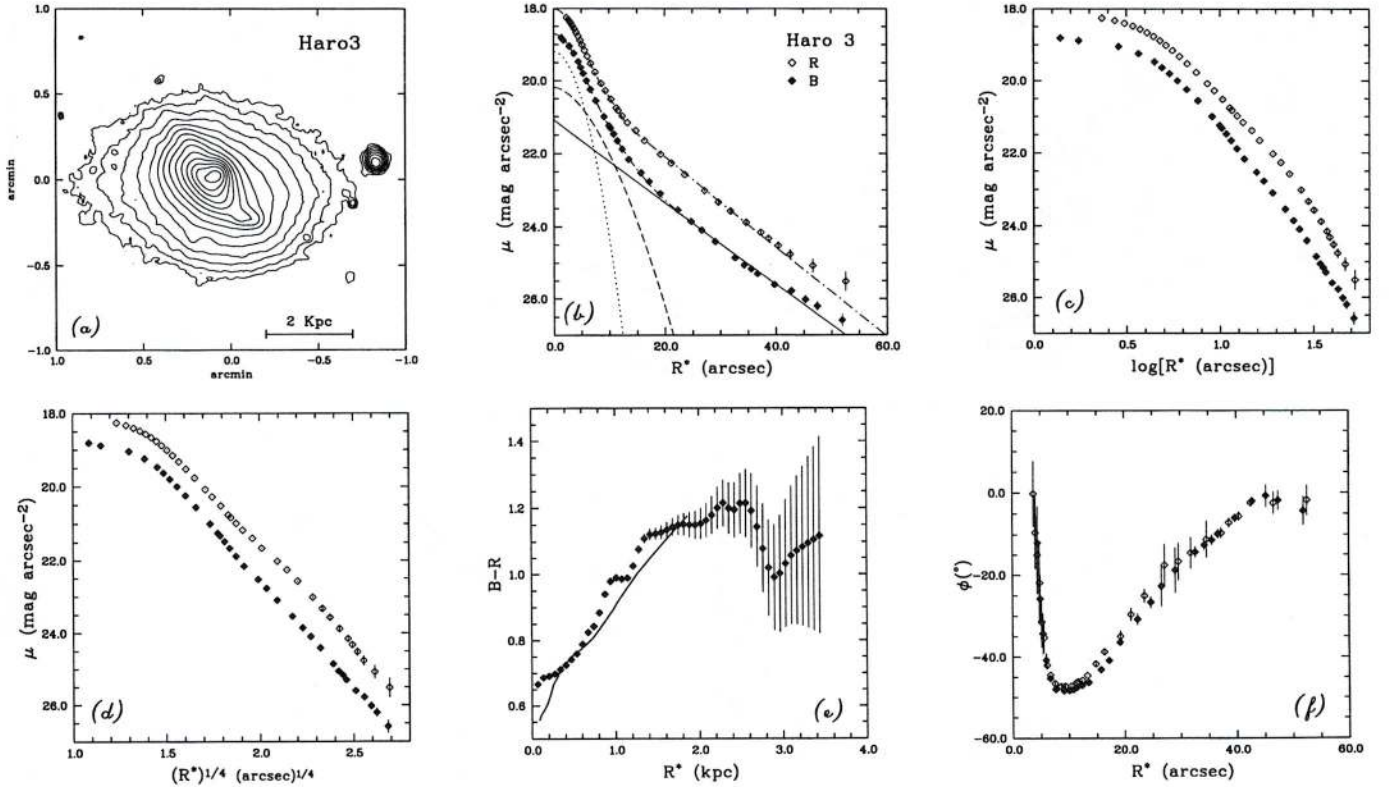 Haro3
1.0
0.5
0.0
-0.5
-1.0
arcmin
2 Kpc
(a)
1.0
0.5
0.0
-0.5
-1.0
arcmin
Haro 3
R
B
18.0
20.0
22.0
24.0
26.0
μ (mag arcsec⁻²)
(b)
0.0
20.0
40.0
60.0
R* (arcsec)
18.0
20.0
22.0
24.0
26.0
μ (mag arcsec⁻²)
(c)
0.0
0.5
1.0
1.5
log[R* (arcsec)]
18.0
20.0
22.0
24.0
26.0
μ (mag arcsec⁻²)
(d)
1.0
1.5
2.0
2.5
(R*)¹/⁴ (arcsec)¹/⁴
1.4
1.2
1.0
0.8
0.6
B-R
(e)
0.0
1.0
2.0
3.0
4.0
R* (kpc)
20.0
0.0
-20.0
-40.0
-60.0
φ(°)
(f)
0.0
20.0
40.0
60.0
R* (arcsec)